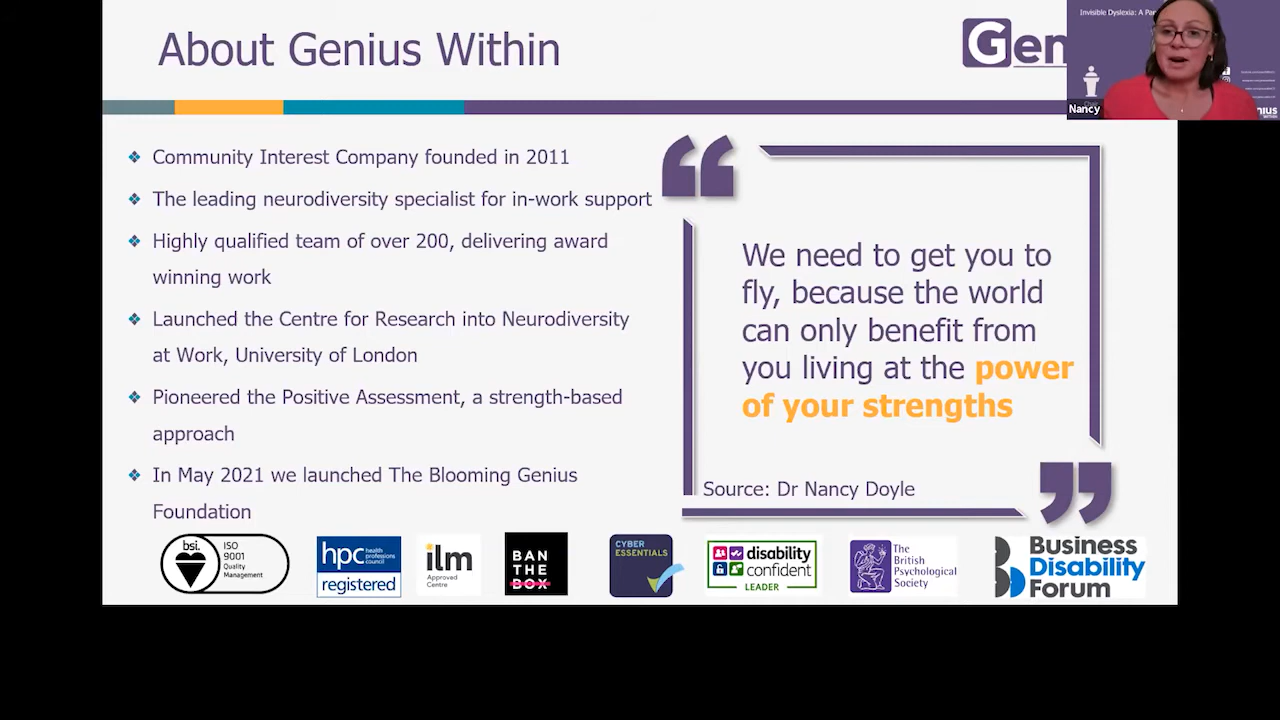 About Genius Within
Gen
Invisible Dyslexia: A Pa
Nancy
nius
WITHIN
Community Interest Company founded in 2011
The leading neurodiversity specialist for in-work support
Highly qualified team of over 200, delivering award
winning work
Launched the Centre for Research into Neurodiversity
at Work, University of London
Pioneered the Positive Assessment, a strength-based
approach
In May 2021 we launched The Blooming Genius
Foundation
“
We need to get you to
fly, because the world
can only benefit from
you living at the power
of your strengths
”
Source: Dr Nancy Doyle
bsi.
ISO
9001
Quality
Management
hpc health
professions
council
registered
ilm
Approved
Centre
BAN
THE
BOX
CYBER
ESSENTIALS
disability
confident
LEADER
The
British
Psychological
Society
Business
Disability
Forum